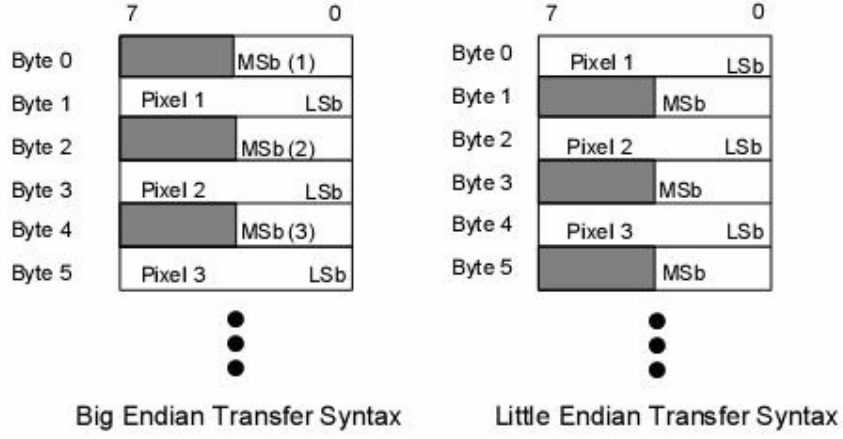 7 0
Byte 0 MSb (1)
Byte 1 Pixel 1 LSb
Byte 2 MSb (2)
Byte 3 Pixel 2 LSb
Byte 4 MSb (3)
Byte 5 Pixel 3 LSb
Big Endian Transfer Syntax
7 0
Byte 0 Pixel 1 LSb
Byte 1 MSb
Byte 2 Pixel 2 LSb
Byte 3 MSb
Byte 4 Pixel 3 LSb
Byte 5 MSb
Little Endian Transfer Syntax